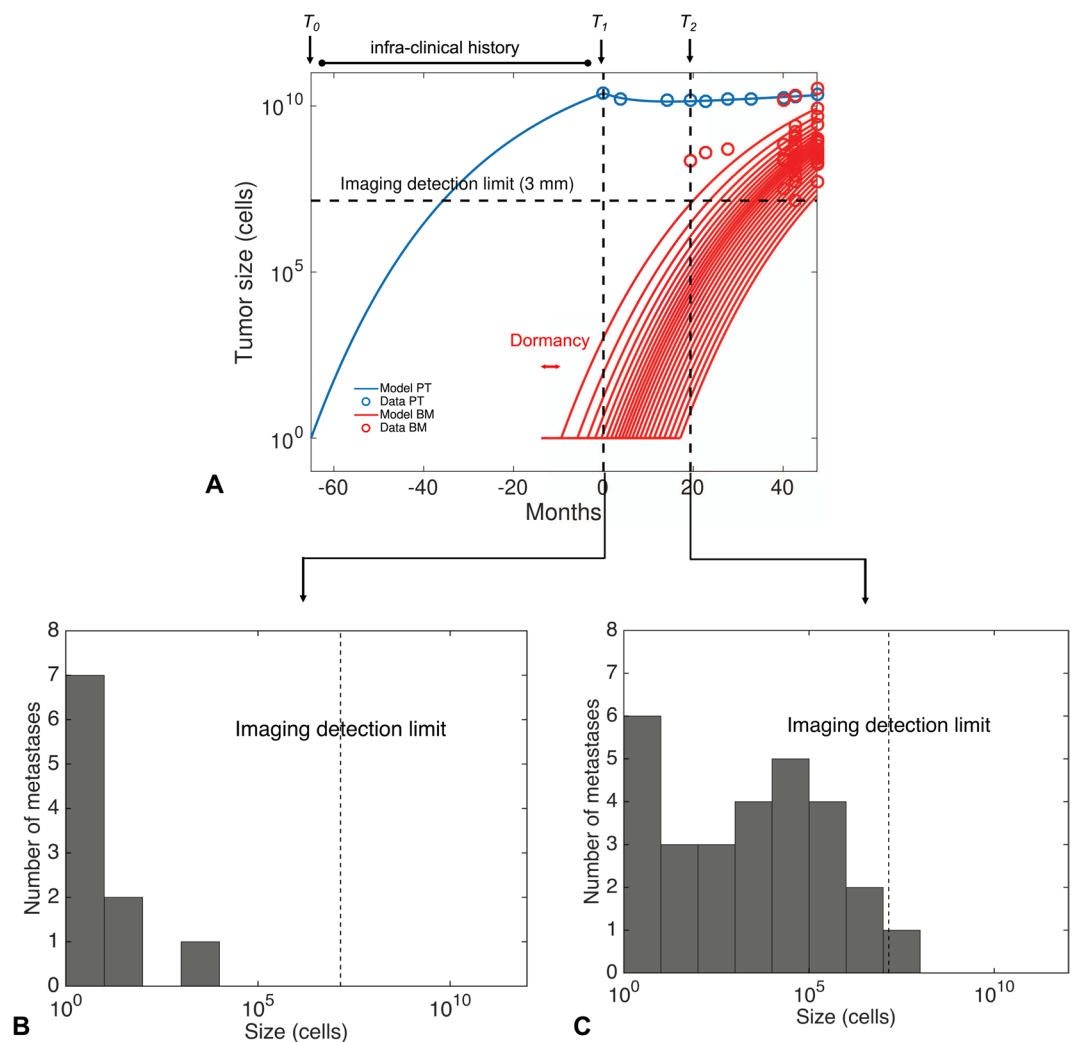 T0 T1 T2
infra-clinical history
10^10
Imaging detection limit (3 mm)
Tumor size (cells)
10^5
Dormancy
Model PT
Data PT
Model BM
Data BM
10^0
-60 -40 -20 0 20 40
Months
A
8
7
6
5
4
3
2
1
0
Number of metastases
Imaging detection limit
10^0 10^5 10^10
Size (cells)
B
8
7
6
5
4
3
2
1
0
Number of metastases
Imaging detection limit
10^0 10^5 10^10
Size (cells)
C